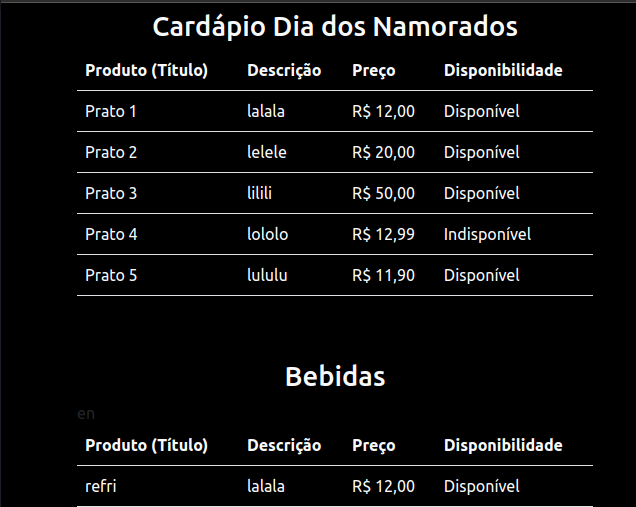 Cardápio Dia dos Namorados
Produto (Título) Descrição Preço Disponibilidade
Prato 1 lalala R$ 12,00 Disponível
Prato 2 lelele R$ 20,00 Disponível
Prato 3 lilili R$ 50,00 Disponível
Prato 4 lololo R$ 12,99 Indisponível
Prato 5 lululu R$ 11,90 Disponível
Bebidas
en
Produto (Título) Descrição Preço Disponibilidade
refri lalala R$ 12,00 Disponível